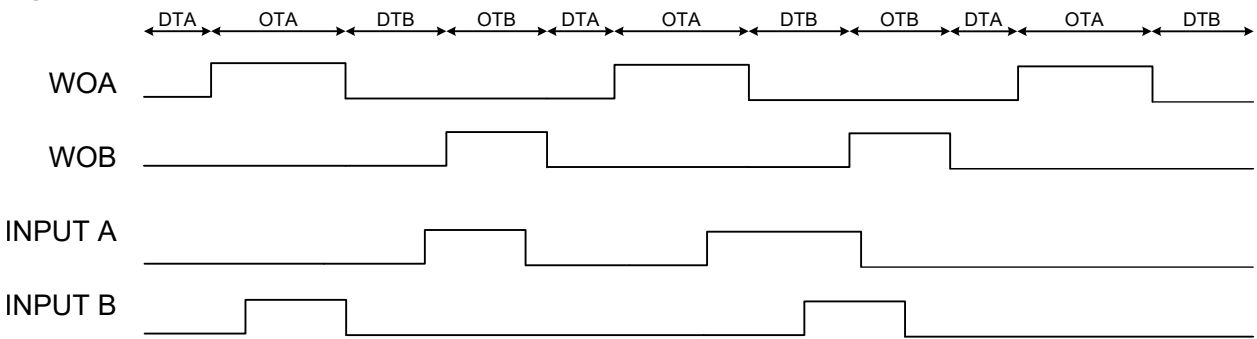 DTA OTA DTB OTB DTA OTA DTB OTB DTA OTA DTB
WOA
WOB
INPUT A
INPUT B